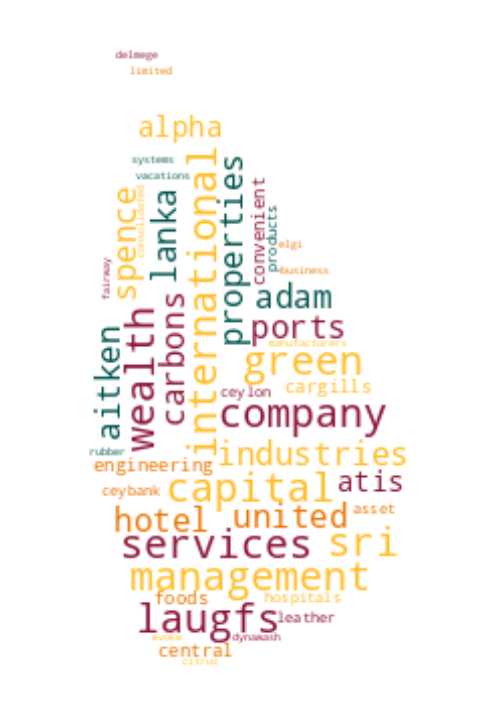 delmege
limited
alpha
systems
vacations
international
properties
lanka
spence
consolidated
convenient
products
elgi
business
fairway
adam
carbons
wealth
ports
aitken
manufacturers
green
cargills
ceylon
company
industries
rubber
engineering
capital
atis
ceybank
asset
hotel
united
services
sri
management
foods
hospitals
laugfs
leather
evoke
dynawash
central
citrus